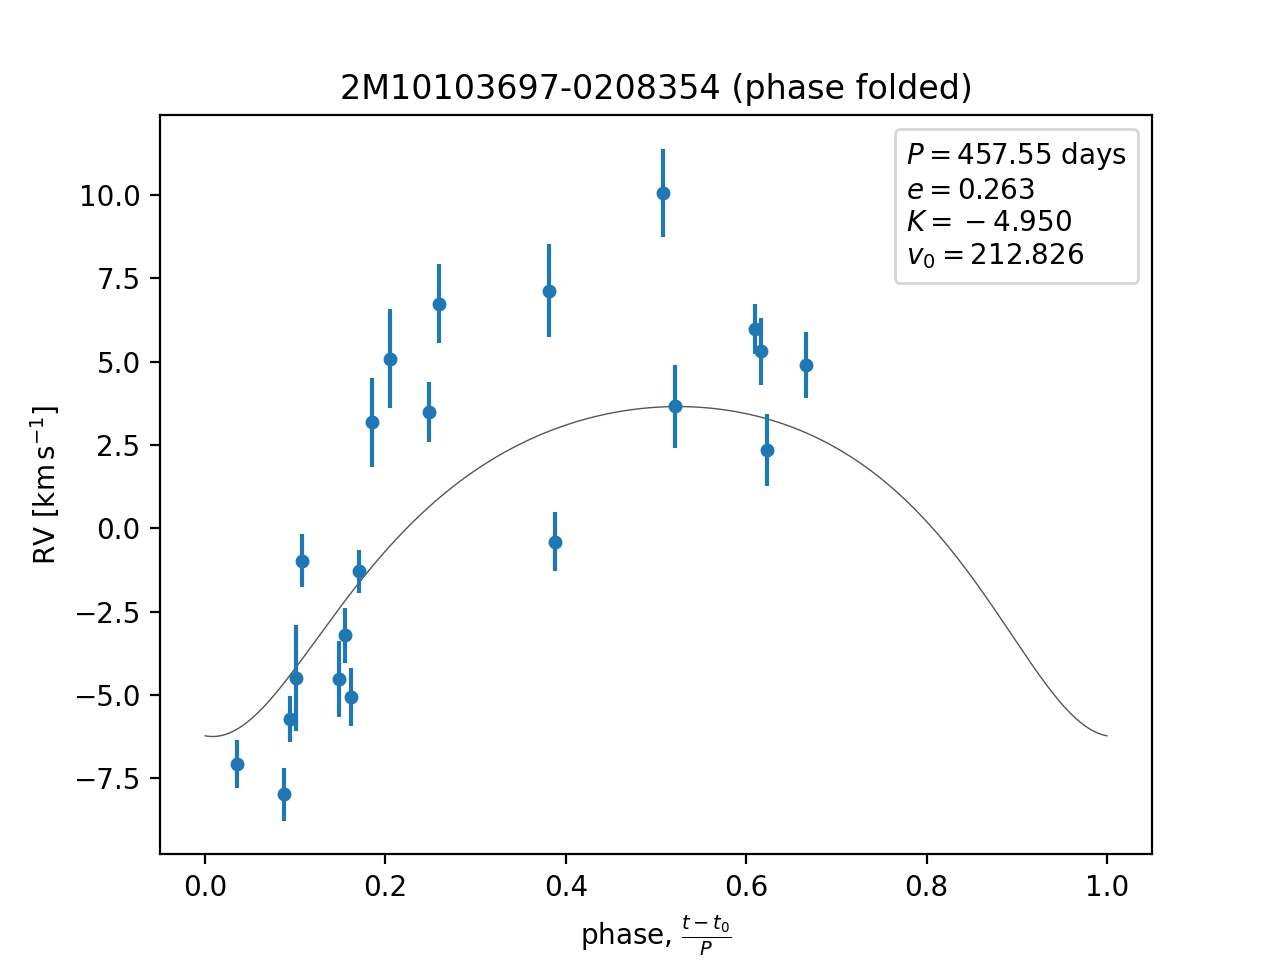 2M10103697-0208354 (phase folded)
P = 457.55 days
e = 0.263
K = −4.950
v₀ = 212.826
10.0
7.5
5.0
2.5
0.0
−2.5
−5.0
−7.5
RV [km s⁻¹]
0.0 0.2 0.4 0.6 0.8 1.0
phase, (t − t₀)/P